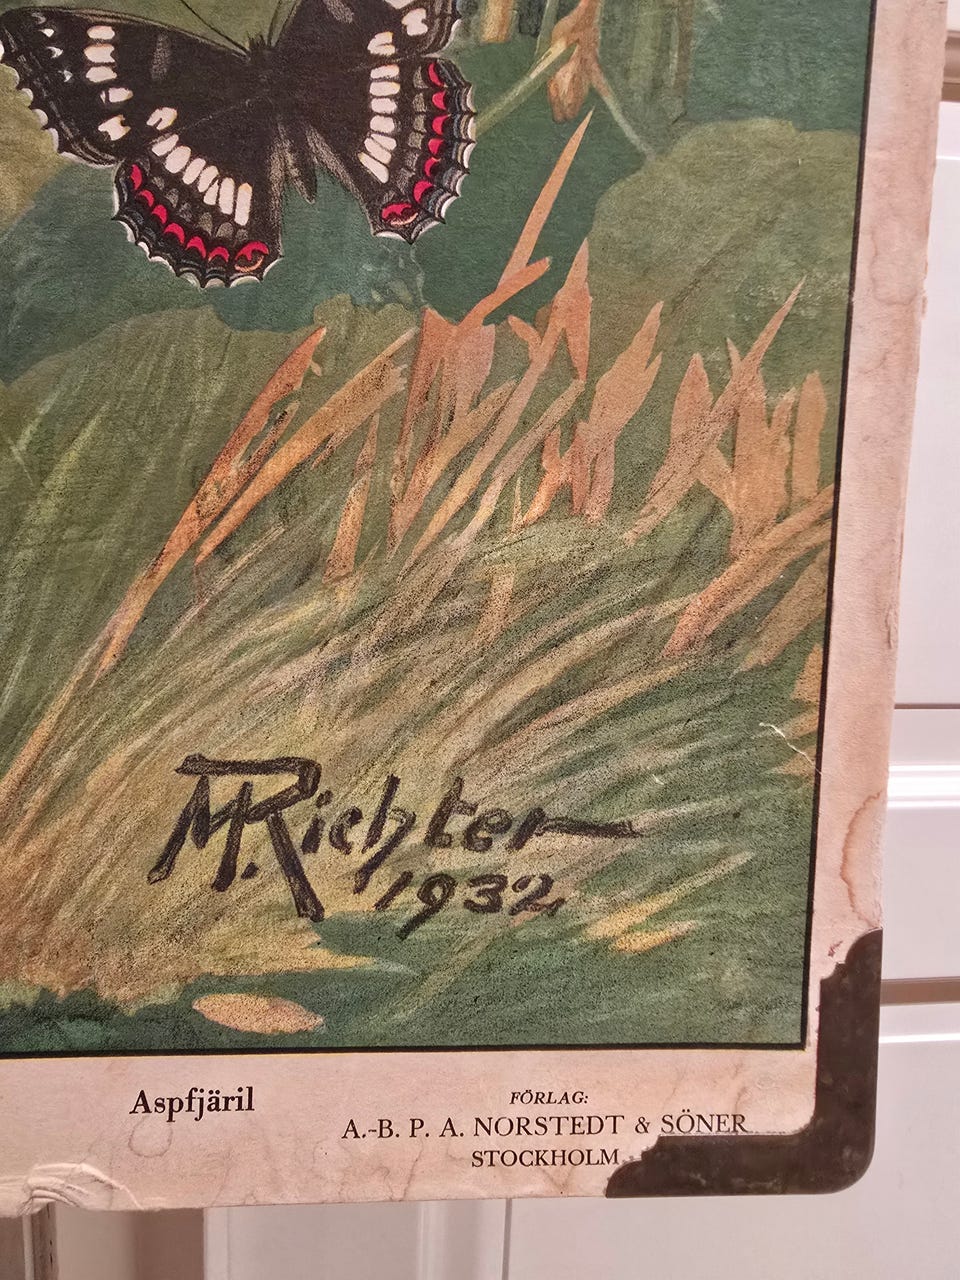 M.Richter
1932
Aspfjäril
FÖRLAG:
A.-B. P. A. NORSTEDT & SÖNER
STOCKHOLM